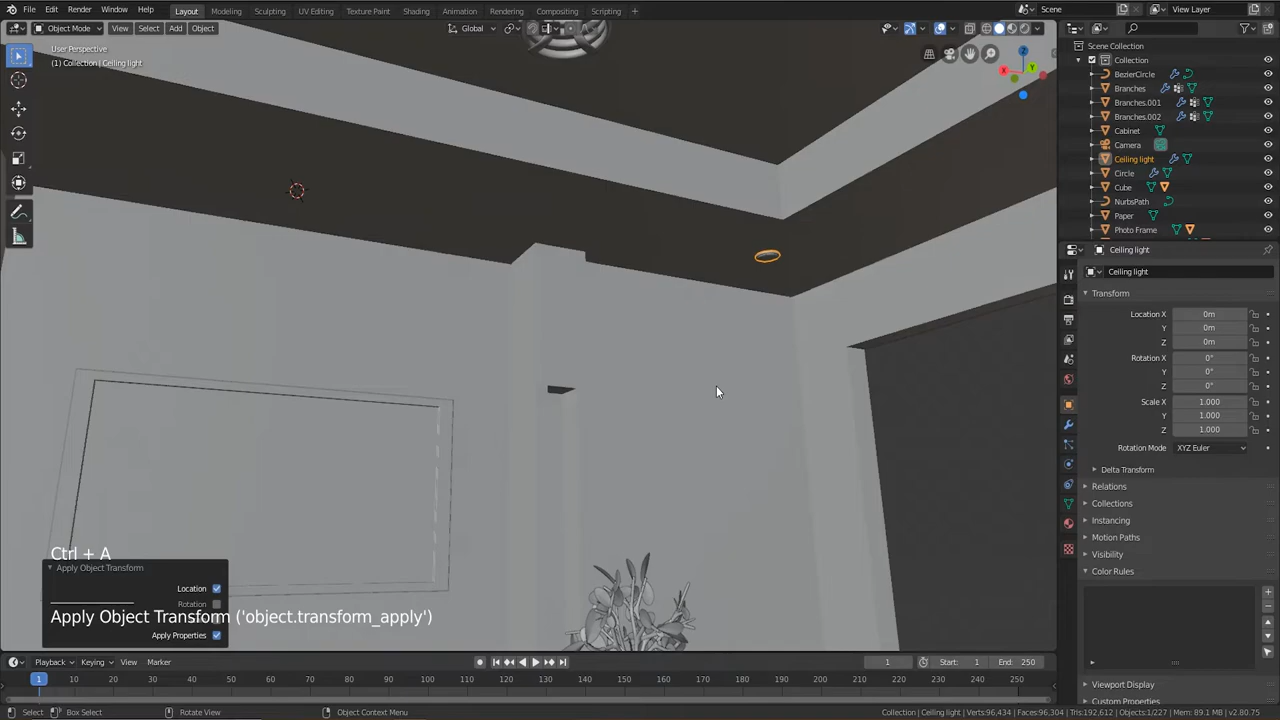 File Edit Render Window Help Layout Modeling Sculpting UV Editing Texture Paint Shading Animation Rendering Compositing Scripting + Scene View Layer
Object Mode View Select Add Object Global
User Perspective
(1) Collection | Ceiling light
Scene Collection
Collection
BezierCircle
Branches
Branches.001
Branches.002
Cabinet
Camera
Ceiling light
Circle
Cube
NurbsPath
Paper
Photo Frame
Ceiling light
Ceiling light
Transform
Location X 0m
Y 0m
Z 0m
Rotation X 0°
Y 0°
Z 0°
Scale X 1.000
Y 1.000
Z 1.000
Rotation Mode XYZ Euler
Delta Transform
Relations
Collections
Instancing
Motion Paths
Visibility
Color Rules
Viewport Display
Custom Properties
Ctrl + A
Apply Object Transform
Location
Rotation
Apply Object Transform ('object.transform_apply')
Apply Properties
Playback Keying View Marker 1 Start: 1 End: 250
1 10 20 30 40 50 60 70 80 90 100 110 120 130 140 150 160 170 180 190 200 210 220 230 240 250
Select Box Select Rotate View Object Context Menu Collection | Ceiling light | Verts:96,434 | Faces:96,304 | Tris:192,612 | Objects:1/227 | Mem: 89.1 MB | v2.80.75